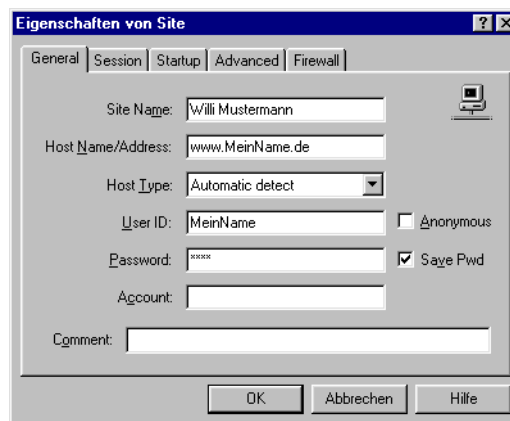 Eigenschaften von Site
General Session Startup Advanced Firewall
Site Name: Willi Mustermann
Host Name/Address: www.MeinName.de
Host Type: Automatic detect
User ID: MeinName Anonymous
Password: **** Save Pwd
Account:
Comment:
OK Abbrechen Hilfe